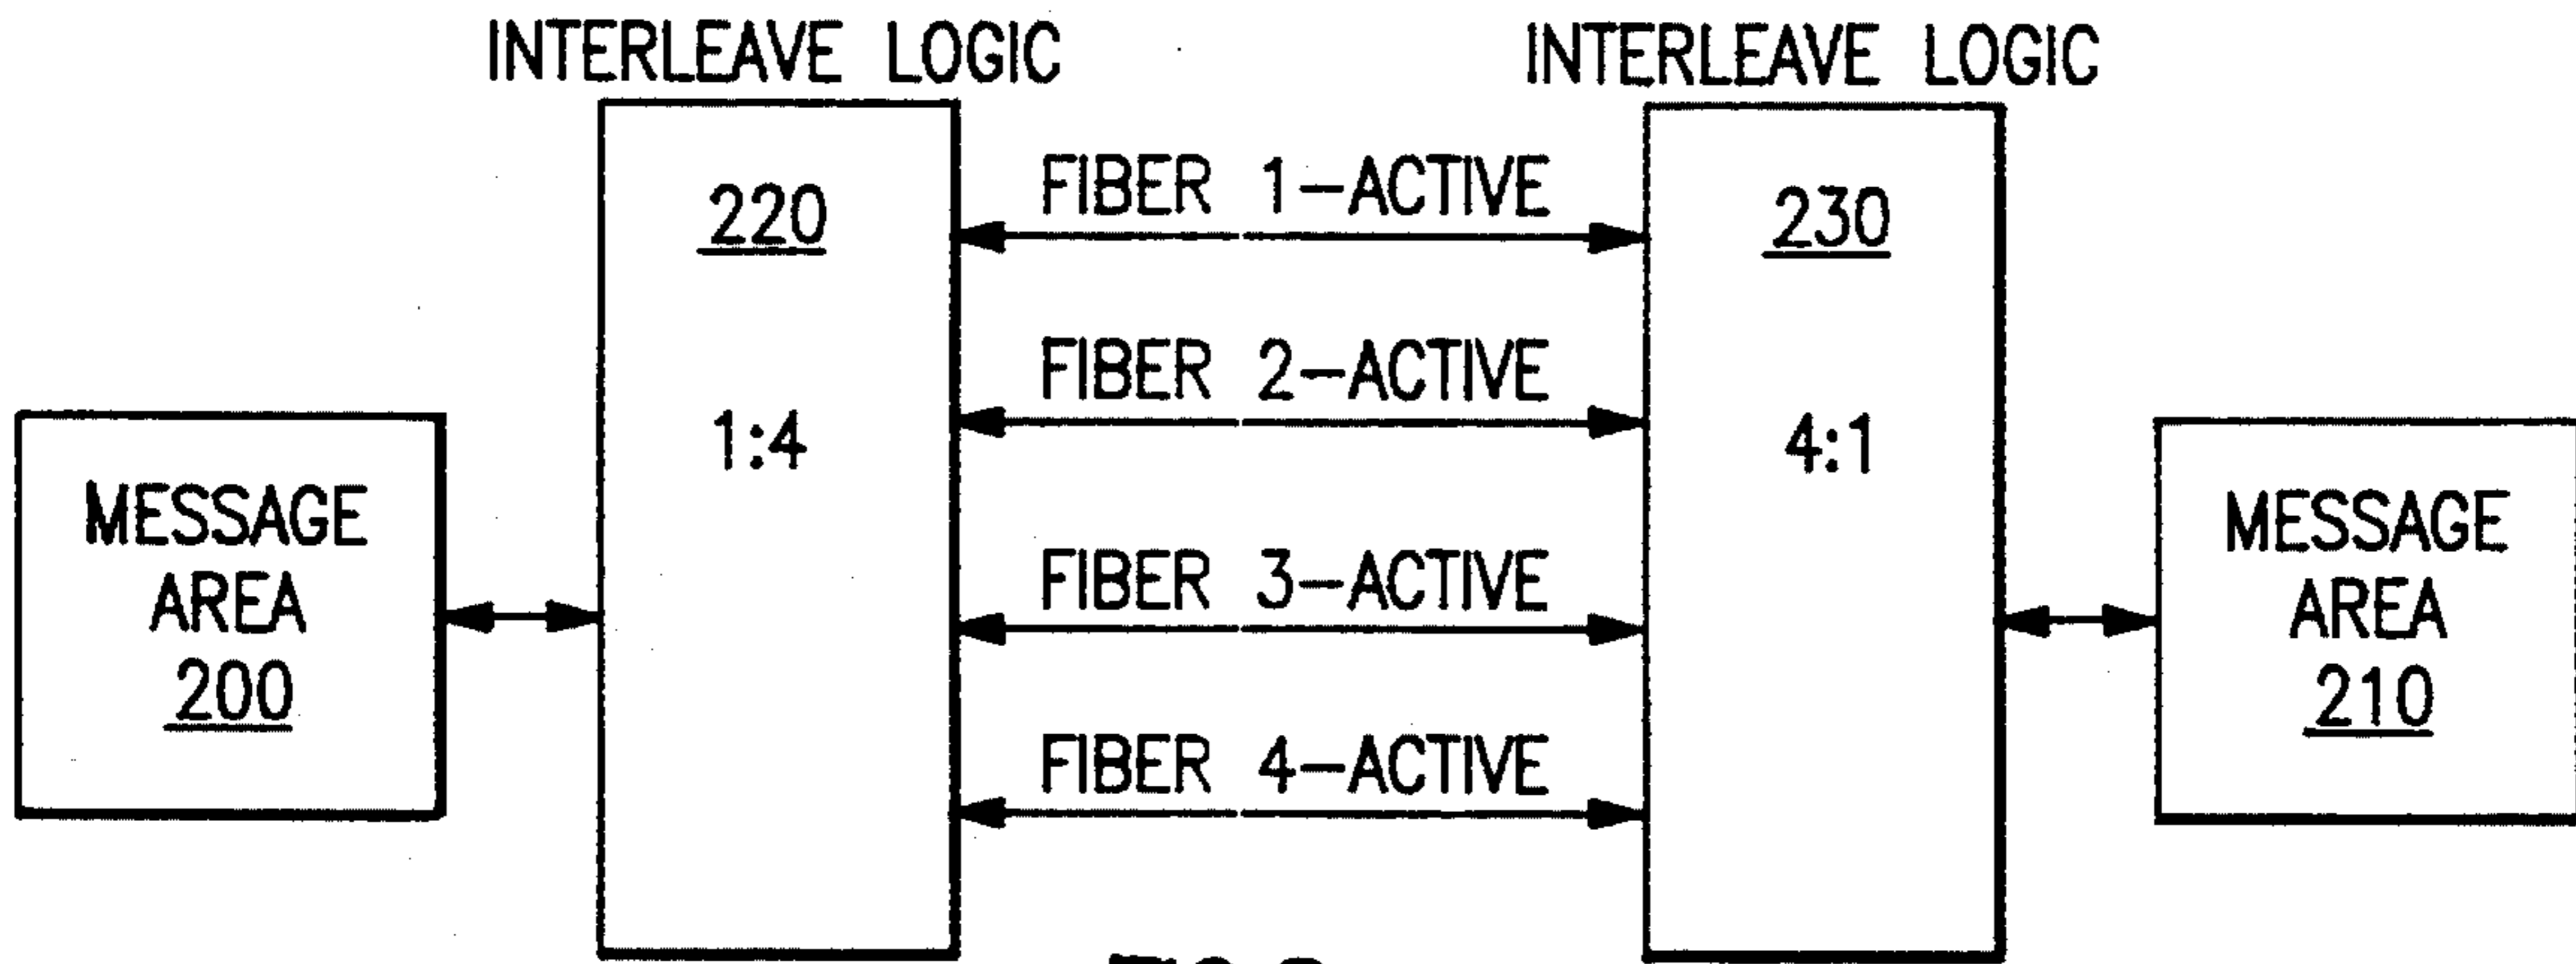 INTERLEAVE LOGIC
INTERLEAVE LOGIC
220
1:4
FIBER 1-ACTIVE
FIBER 2-ACTIVE
FIBER 3-ACTIVE
FIBER 4-ACTIVE
230
4:1
MESSAGE
AREA
200
MESSAGE
AREA
210